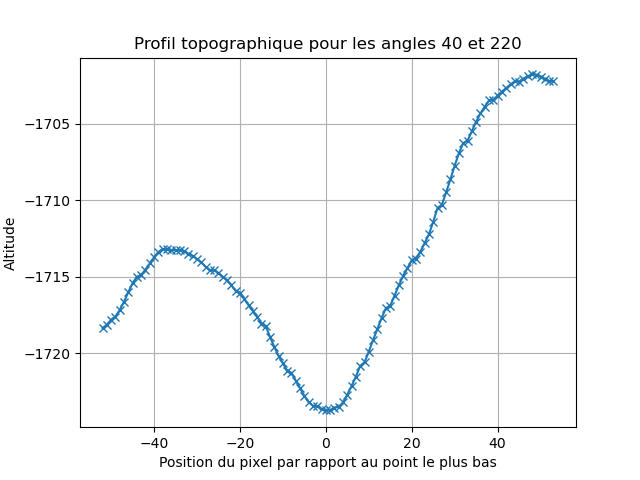 Profil topographique pour les angles 40 et 220
Altitude
−1705
−1710
−1715
−1720
−40 −20 0 20 40
Position du pixel par rapport au point le plus bas